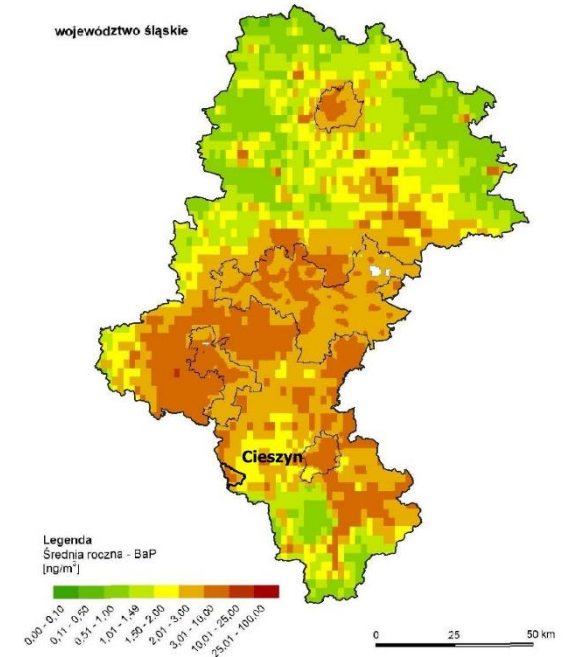 województwo śląskie
Cieszyn
Legenda
Średnia roczna - BaP
[ng/m³]
0,00 - 0,10
0,11 - 0,50
0,51 - 1,00
1,01 - 1,49
1,50 - 2,00
2,01 - 3,00
3,01 - 10,00
10,01 - 25,00
25,01 - 100,00
0 25 50 km